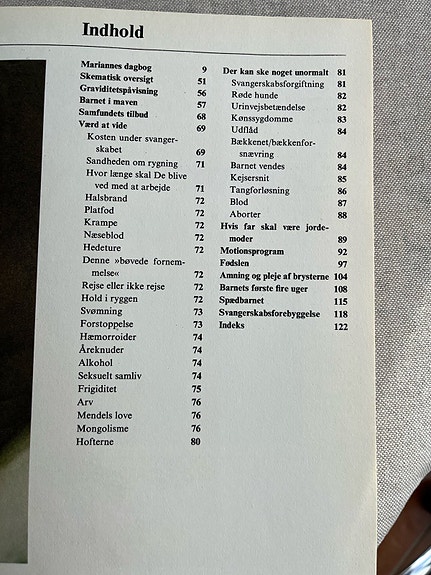 Indhold
Mariannes dagbog 9
Skematisk oversigt 51
Graviditetspåvisning 56
Barnet i maven 57
Samfundets tilbud 68
Værd at vide 69
Kosten under svanger-
skabet 69
Sandheden om rygning 71
Hvor længe skal De blive
ved med at arbejde 71
Halsbrand 72
Platfod 72
Krampe 72
Næseblod 72
Hedeture 72
Denne »bøvede fornem-
melse« 72
Rejse eller ikke rejse 72
Hold i ryggen 72
Svømning 73
Forstoppelse 73
Hæmorroider 74
Åreknuder 74
Alkohol 74
Seksuelt samliv 74
Frigiditet 75
Arv 76
Mendels love 76
Mongolisme 76
Hofterne 80
Der kan ske noget unormalt 81
Svangerskabsforgiftning 81
Røde hunde 82
Urinvejsbetændelse 82
Kønssygdomme 83
Udflåd 84
Bækkenet/bækkenfor-
snævring 84
Barnet vendes 84
Kejsersnit 85
Tangforløsning 86
Blod 87
Aborter 88
Hvis far skal være jorde-
moder 89
Motionsprogram 92
Fødslen 97
Amning og pleje af brysterne 104
Barnets første fire uger 108
Spædbarnet 115
Svangerskabsforebyggelse 118
Indeks 122